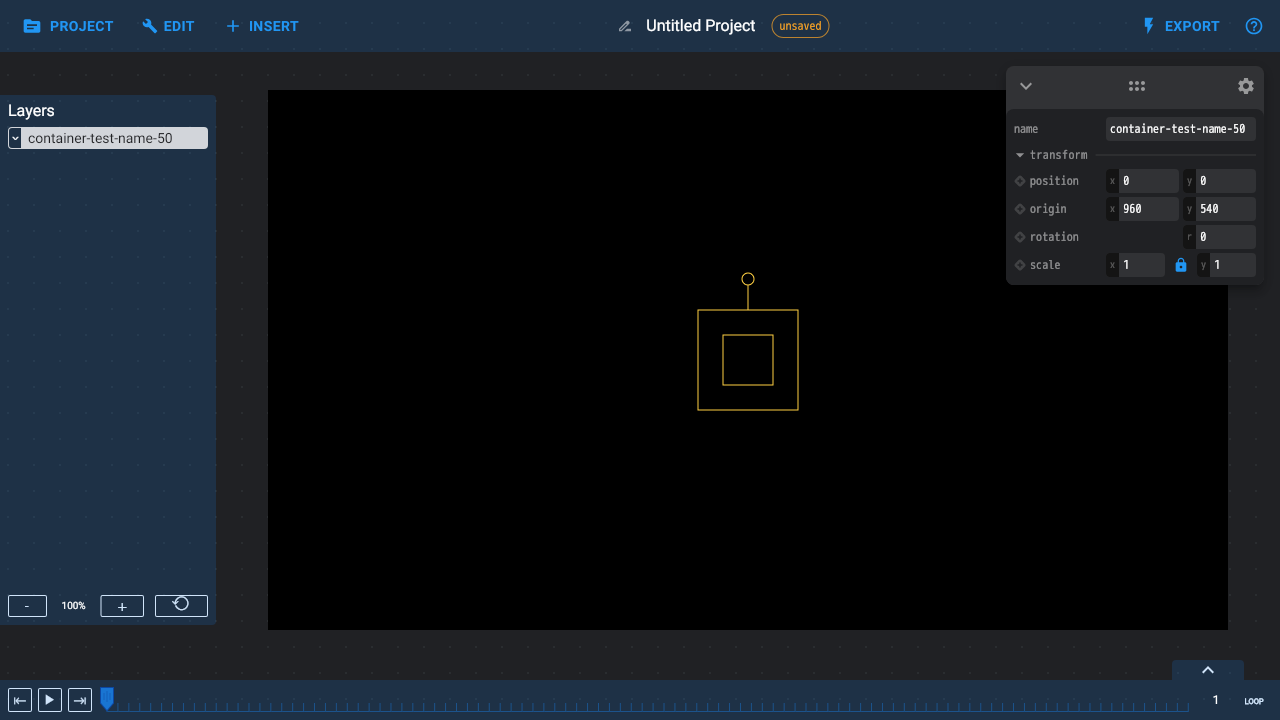 PROJECT EDIT INSERT Untitled Project unsaved EXPORT
Layers
container-test-name-50
name container-test-name-50
transform
position x 0 y 0
origin x 960 y 540
rotation r 0
scale x 1 y 1
- 100% +
1 LOOP